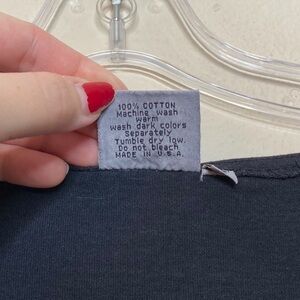 100% COTTON
Machine wash
warm
wash dark colors
Separately
Tumble dry low.
Do not bleach
MADE IN U.S.A.